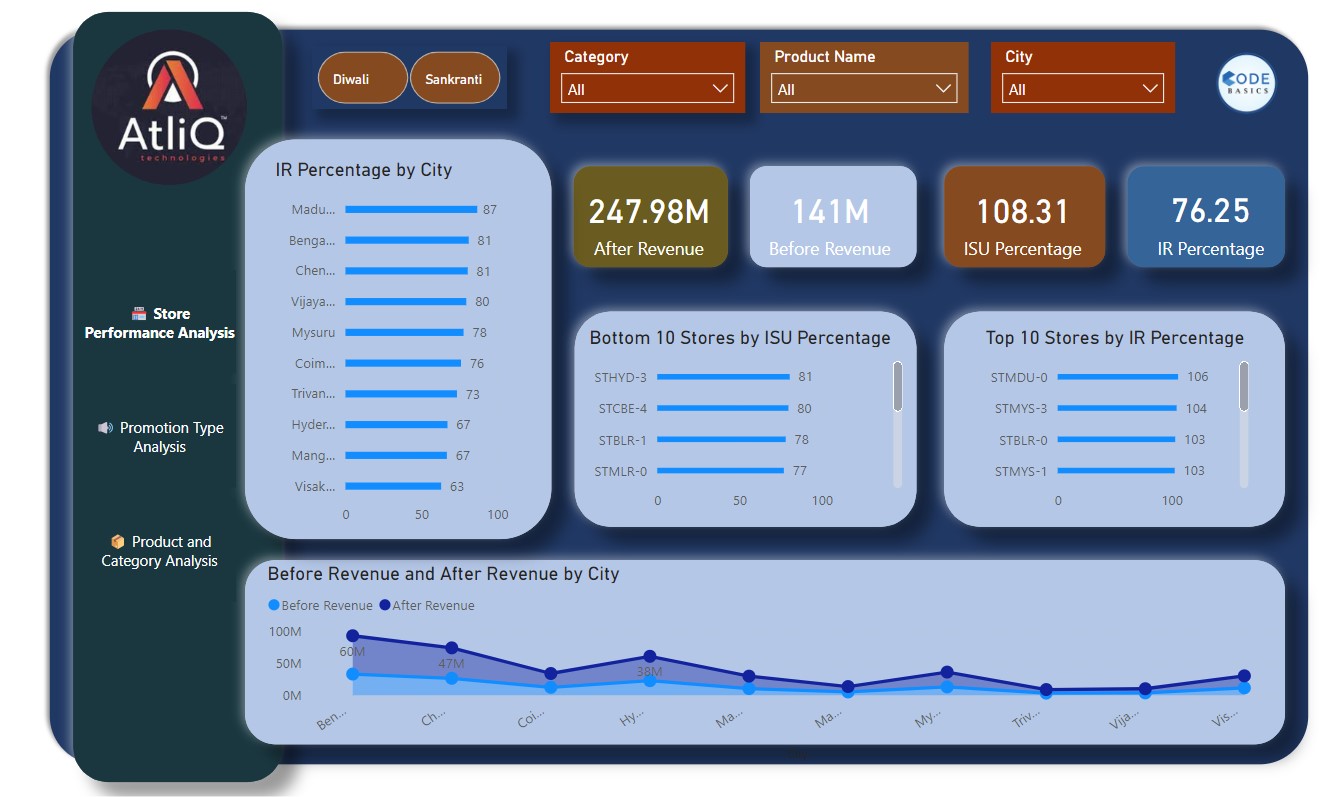 AtliQ
technologies
Diwali
Sankranti
Category
All
Product Name
All
City
All
CODE
BASICS
IR Percentage by City
Madu... 87
Benga... 81
Chen... 81
Vijaya... 80
Mysuru 78
Coim... 76
Trivan... 73
Hyder... 67
Mang... 67
Visak... 63
0 50 100
247.98M
After Revenue
141M
Before Revenue
108.31
ISU Percentage
76.25
IR Percentage
Store
Performance Analysis
Promotion Type
Analysis
Product and
Category Analysis
Bottom 10 Stores by ISU Percentage
STHYD-3 81
STCBE-4 80
STBLR-1 78
STMLR-0 77
0 50 100
Top 10 Stores by IR Percentage
STMDU-0 106
STMYS-3 104
STBLR-0 103
STMYS-1 103
0 100
Before Revenue and After Revenue by City
Before Revenue After Revenue
100M
50M
0M
60M
47M
38M
Ben... Ch... Coi... Hy... Ma... Ma... My... Triv... Vija... Vis...